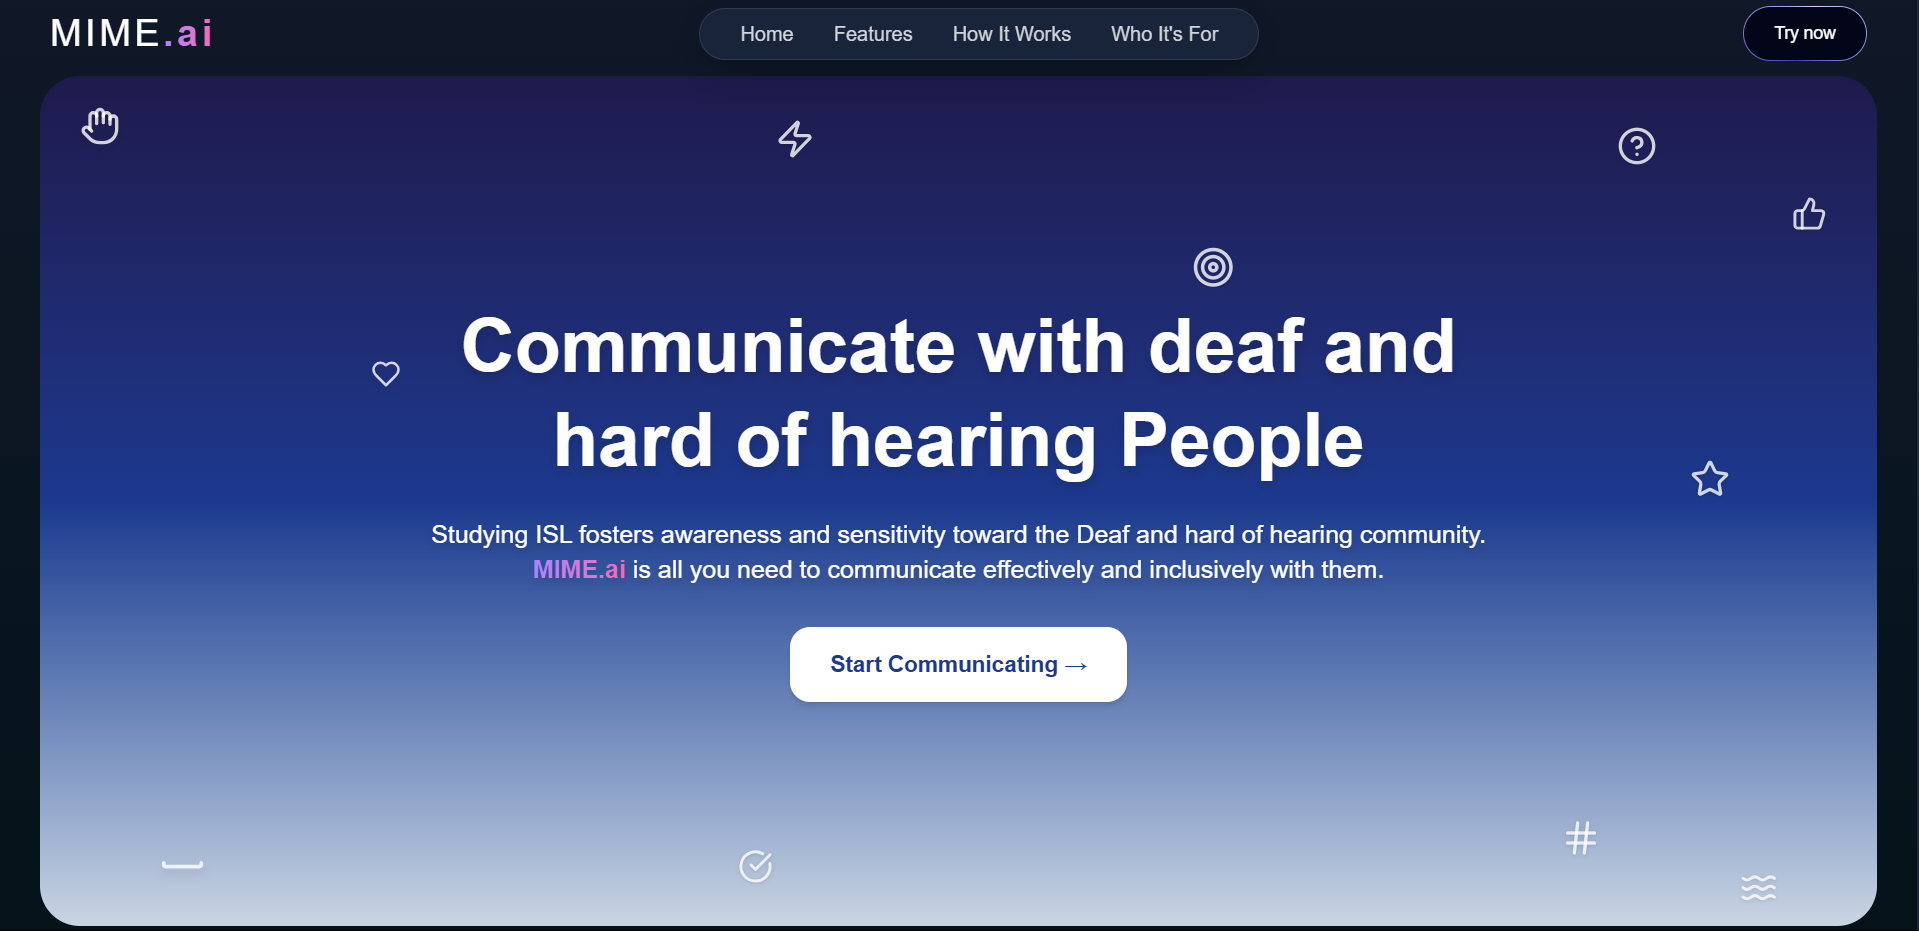 MIME.ai
Home Features How It Works Who It's For
Try now
Communicate with deaf and
hard of hearing People
Studying ISL fosters awareness and sensitivity toward the Deaf and hard of hearing community.
MIME.ai is all you need to communicate effectively and inclusively with them.
Start Communicating →